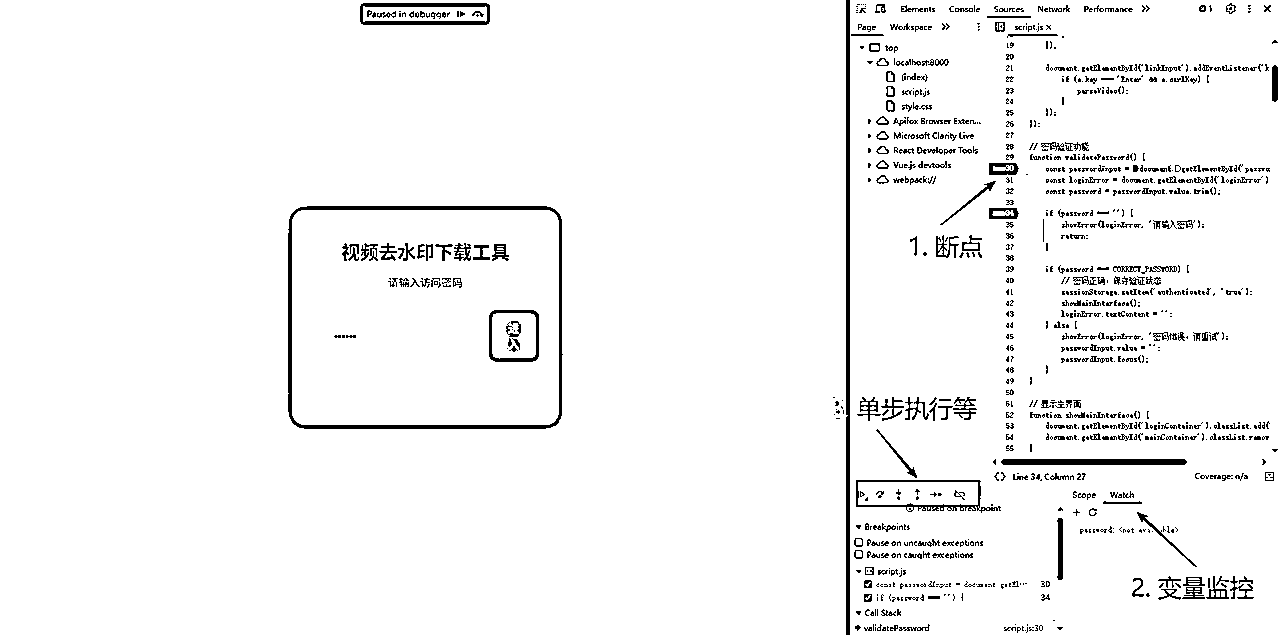 Paused in debugger
视频去水印下载工具
请输入访问密码
Elements Console Sources Network Performance
Page Workspace
script.js ×
top
localhost:8000
(index)
script.js
style.css
Apifox Browser Exten...
Microsoft Clarity Live
React Developer Tools
Vue.js devtools
webpack://
19 });
20
21 document.getElementById('linkInput').addEventListener('k
22 if (e.key === 'Enter' && e.ctrlKey) {
23 parseVideo();
24 }
25 });
26 });
27
28 // 密码验证功能
29 function validatePassword() {
30 const passwordInput = document.getElementById('passwo
31 const loginError = document.getElementById('loginError')
32 const password = passwordInput.value.trim();
33
34 if (password === '') {
35 showError(loginError, '请输入密码');
36 return;
37 }
38
39 if (password === CORRECT_PASSWORD) {
40 // 密码正确，保存验证状态
41 sessionStorage.setItem('authenticated', 'true');
42 showMainInterface();
43 loginError.textContent = '';
44 } else {
45 showError(loginError, '密码错误，请重试');
46 passwordInput.value = '';
47 passwordInput.focus();
48 }
49 }
50
51 // 显示主界面
52 function showMainInterface() {
53 document.getElementById('loginContainer').classList.add(
54 document.getElementById('mainContainer').classList.remov
55 }
1. 断点
单步执行等
{} Line 34, Column 27
Coverage: n/a
Paused on breakpoint
Breakpoints
Pause on uncaught exceptions
Pause on caught exceptions
script.js
const passwordInput = document.getEl… 30
if (password === '') { 34
Call Stack
validatePassword script.js:30
Scope Watch
password: <not available>
2. 变量监控